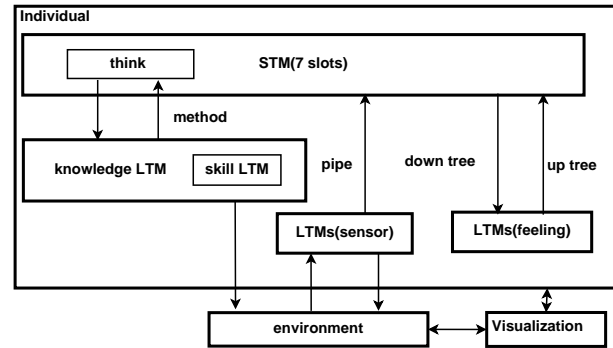 Individual
think
STM(7 slots)
method
knowledge LTM
skill LTM
pipe
down tree
up tree
LTMs(sensor)
LTMs(feeling)
environment
Visualization